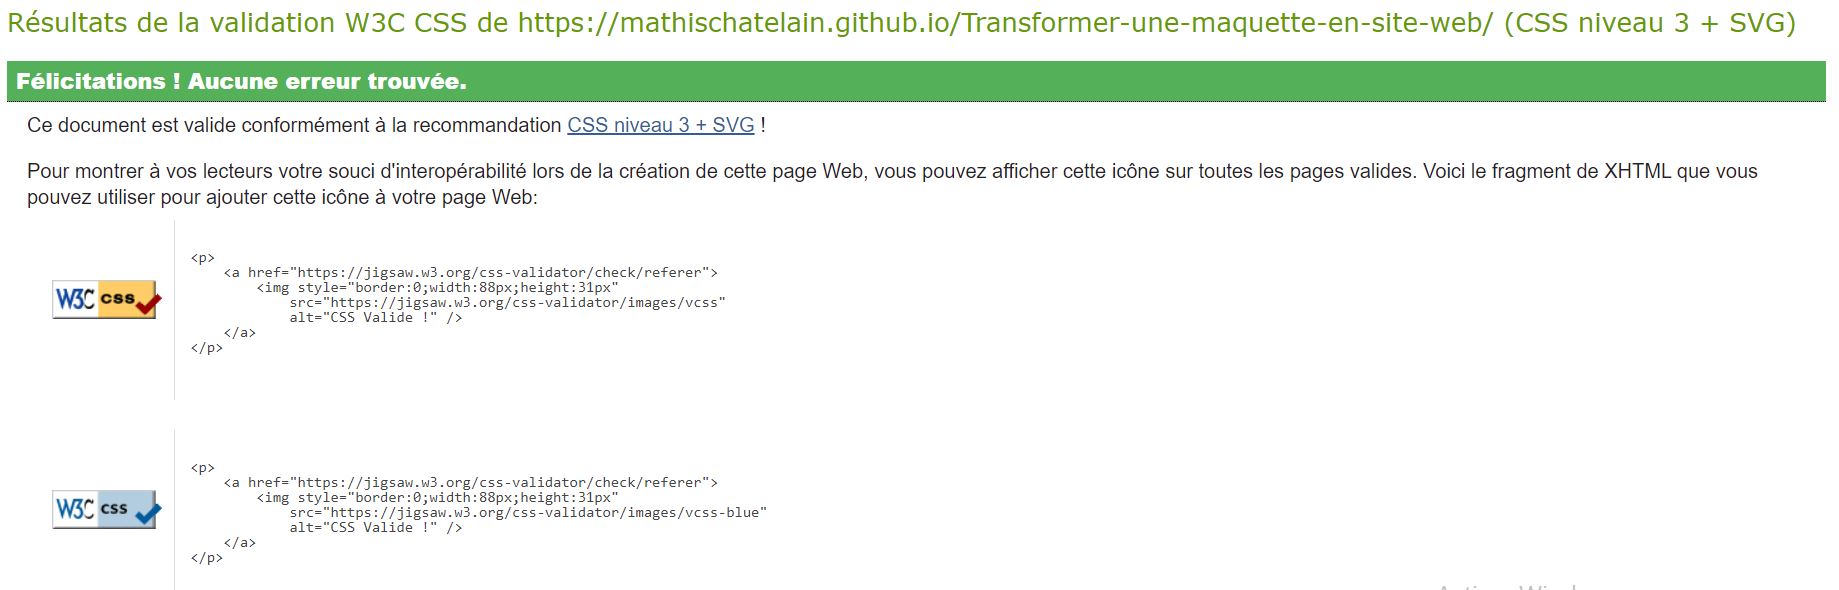 Résultats de la validation W3C CSS de https://mathischatelain.github.io/Transformer-une-maquette-en-site-web/ (CSS niveau 3 + SVG)
Félicitations ! Aucune erreur trouvée.
Ce document est valide conformément à la recommandation CSS niveau 3 + SVG !
Pour montrer à vos lecteurs votre souci d'interopérabilité lors de la création de cette page Web, vous pouvez afficher cette icône sur toutes les pages valides. Voici le fragment de XHTML que vous
pouvez utiliser pour ajouter cette icône à votre page Web:
<p>
<a href="https://jigsaw.w3.org/css-validator/check/referer">
<img style="border:0;width:88px;height:31px"
W3C css
src="https://jigsaw.w3.org/css-validator/images/vcss"
alt="CSS Valide !" />
</a>
</p>
<p>
<a href="https://jigsaw.w3.org/css-validator/check/referer">
<img style="border:0;width:88px;height:31px"
W3C css
src="https://jigsaw.w3.org/css-validator/images/vcss-blue"
alt="CSS Valide !" />
</a>
</p>